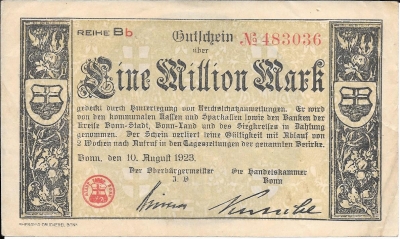 REIHE Bb
Gutschein № 483036
über
Eine Million Mark
gedeckt durch Hinterlegung von Reichsschatzanweisungen. Er wird
von den kommunalen Kassen und Sparkassen sowie den Banken der
Kreise Bonn-Stadt, Bonn-Land und des Siegkreises in Zahlung
genommen. Der Schein verliert seine Gültigkeit mit Ablauf von
2 Wochen nach Aufruf in den Tageszeitungen der genannten Bezirke.
Bonn, den 10. August 1923.
Der Oberbürgermeister Die Handelskammer
J. V. Bonn